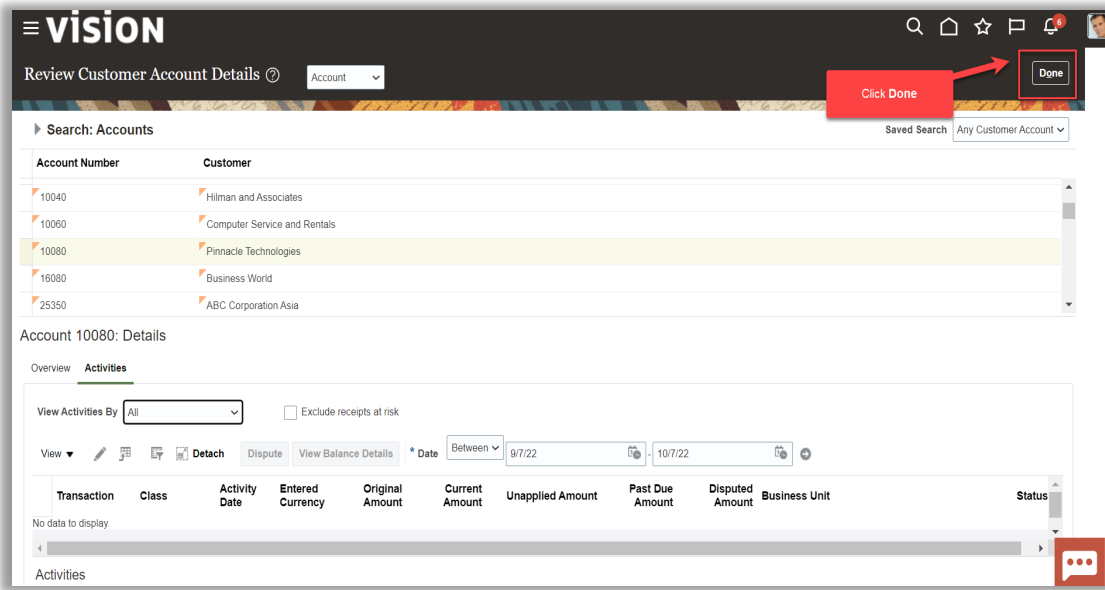 vision
6
Review Customer Account Details ?
Account
Click Done
Done
Search: Accounts
Saved Search Any Customer Account
Account Number Customer
10040 Hilman and Associates
10060 Computer Service and Rentals
10080 Pinnacle Technologies
16080 Business World
25350 ABC Corporation Asia
Account 10080: Details
Overview Activities
View Activities By All Exclude receipts at risk
View Detach Dispute View Balance Details * Date Between 9/7/22 - 10/7/22
Transaction Class Activity Date Entered Currency Original Amount Current Amount Unapplied Amount Past Due Amount Disputed Amount Business Unit Status
No data to display.
Activities